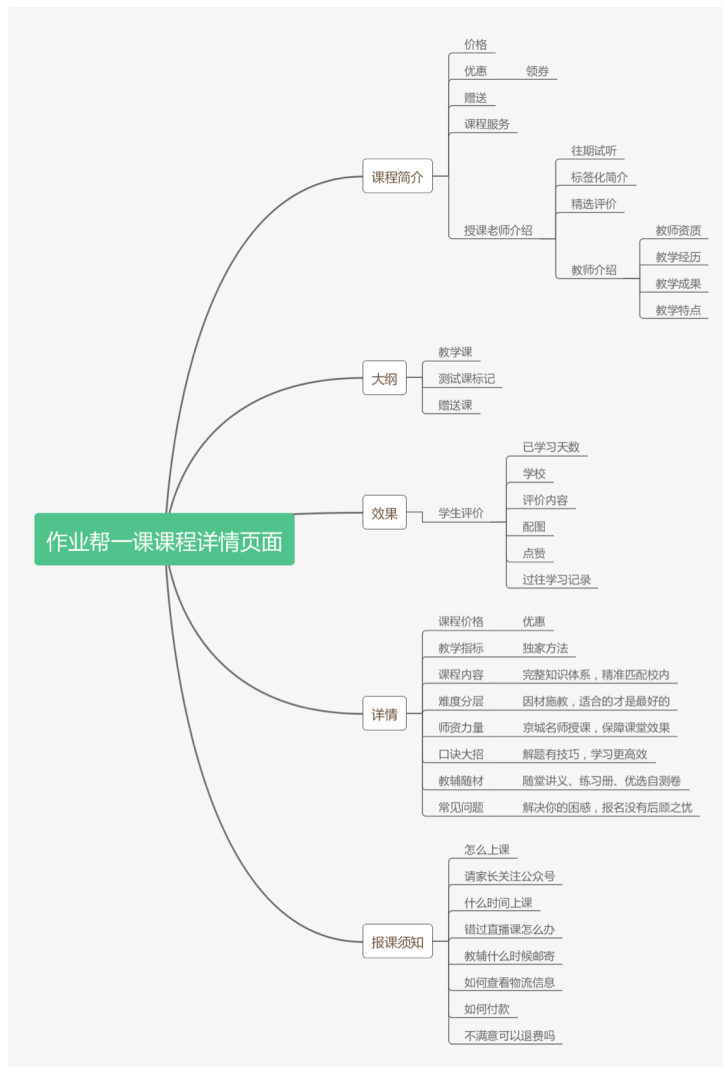 作业帮一课课程详情页面
课程简介
价格
优惠 领券
赠送
课程服务
授课老师介绍
往期试听
标签化简介
精选评价
教师介绍
教师资质
教学经历
教学成果
教学特点
大纲
教学课
测试课标记
赠送课
效果
学生评价
已学习天数
学校
评价内容
配图
点赞
过往学习记录
详情
课程价格 优惠
教学指标 独家方法
课程内容 完整知识体系，精准匹配校内
难度分层 因材施教，适合的才是最好的
师资力量 京城名师授课，保障课堂效果
口诀大招 解题有技巧，学习更高效
教辅随材 随堂讲义、练习册、优选自测卷
常见问题 解决你的困惑，报名没有后顾之忧
报课须知
怎么上课
请家长关注公众号
什么时间上课
错过直播课怎么办
教辅什么时候邮寄
如何查看物流信息
如何付款
不满意可以退费吗